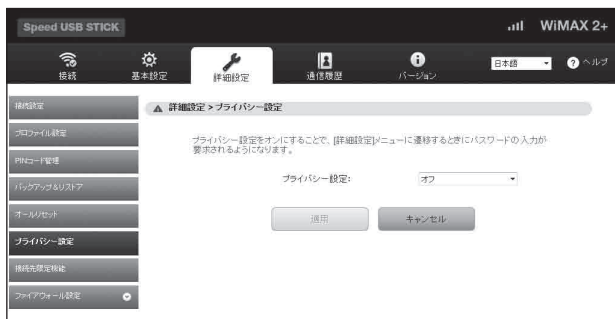 Speed USB STICK
WiMAX 2+
接続
基本設定
詳細設定
通信履歴
バージョン
日本語
ヘルプ
接続設定
プロファイル設定
PINコード管理
バックアップ&リストア
オールリセット
プライバシー設定
接続先限定機能
ファイアウォール設定
詳細設定 > プライバシー設定
プライバシー設定をオンにすることで、[詳細設定]メニューに遷移するときにパスワードの入力が
要求されるようになります。
プライバシー設定:
オフ
適用
キャンセル